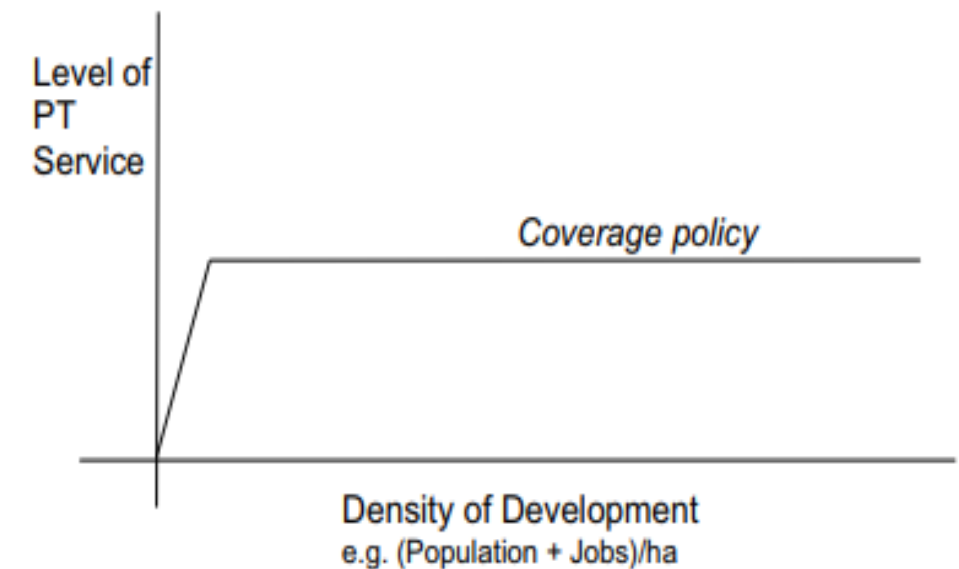 Level of
PT
Service
Coverage policy
Density of Development
e.g. (Population + Jobs)/ha